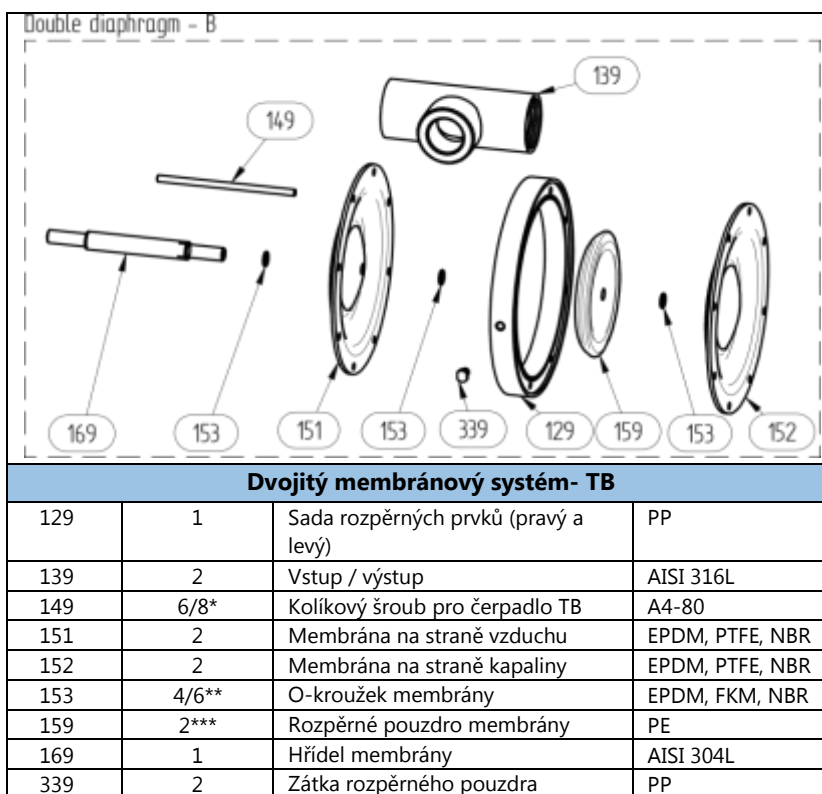 Double diaphragm - B
139
149
169
153
151
153
339
129
159
153
152
Dvojitý membránový systém- TB
129 1 Sada rozpěrných prvků (pravý a levý) PP
139 2 Vstup / výstup AISI 316L
149 6/8* Kolíkový šroub pro čerpadlo TB A4-80
151 2 Membrána na straně vzduchu EPDM, PTFE, NBR
152 2 Membrána na straně kapaliny EPDM, PTFE, NBR
153 4/6** O-kroužek membrány EPDM, FKM, NBR
159 2*** Rozpěrné pouzdro membrány PE
169 1 Hřídel membrány AISI 304L
339 2 Zátka rozpěrného pouzdra PP